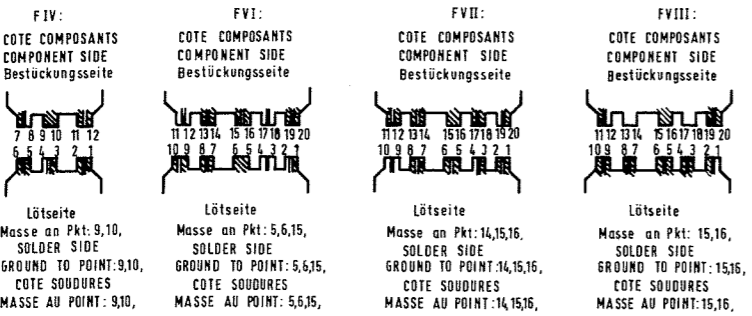 FIV:
COTE COMPOSANTS
COMPONENT SIDE
Bestückungsseite
7 8 9 10 11 12
6 5 4 3 2 1
Lötseite
Masse an Pkt: 9,10,
SOLDER SIDE
GROUND TO POINT:9,10,
COTE SOUDURES
MASSE AU POINT: 9,10,
FVI:
COTE COMPOSANTS
COMPONENT SIDE
Bestückungsseite
11 12 13 14 15 16 17 18 19 20
10 9 8 7 6 5 4 3 2 1
Lötseite
Masse an Pkt: 5,6,15,
SOLDER SIDE
GROUND TO POINT: 5,6,15,
COTE SOUDURES
MASSE AU POINT: 5,6,15,
FVII:
COTE COMPOSANTS
COMPONENT SIDE
Bestückungsseite
11 12 13 14 15 16 17 18 19 20
10 9 8 7 6 5 4 3 2 1
Lötseite
Masse an Pkt: 14,15,16,
SOLDER SIDE
GROUND TO POINT:14,15,16,
COTE SOUDURES
MASSE AU POINT: 14,15,16,
FVIII:
COTE COMPOSANTS
COMPONENT SIDE
Bestückungsseite
11 12 13 14 15 16 17 18 19 20
10 9 8 7 6 5 4 3 2 1
Lötseite
Masse an Pkt: 15,16,
SOLDER SIDE
GROUND TO POINT: 15,16,
COTE SOUDURES
MASSE AU POINT:15,16,